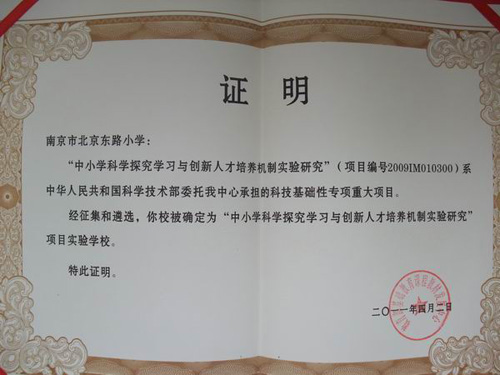 证明
南京市北京东路小学：
“中小学科学探究学习与创新人才培养机制实验研究”（项目编号2009IM010300）系
中华人民共和国科学技术部委托我中心承担的科技基础性专项重大项目。
经征集和遴选，你校被确定为“中小学科学探究学习与创新人才培养机制实验研究”
项目实验学校。
特此证明。
二〇一一年四月二日